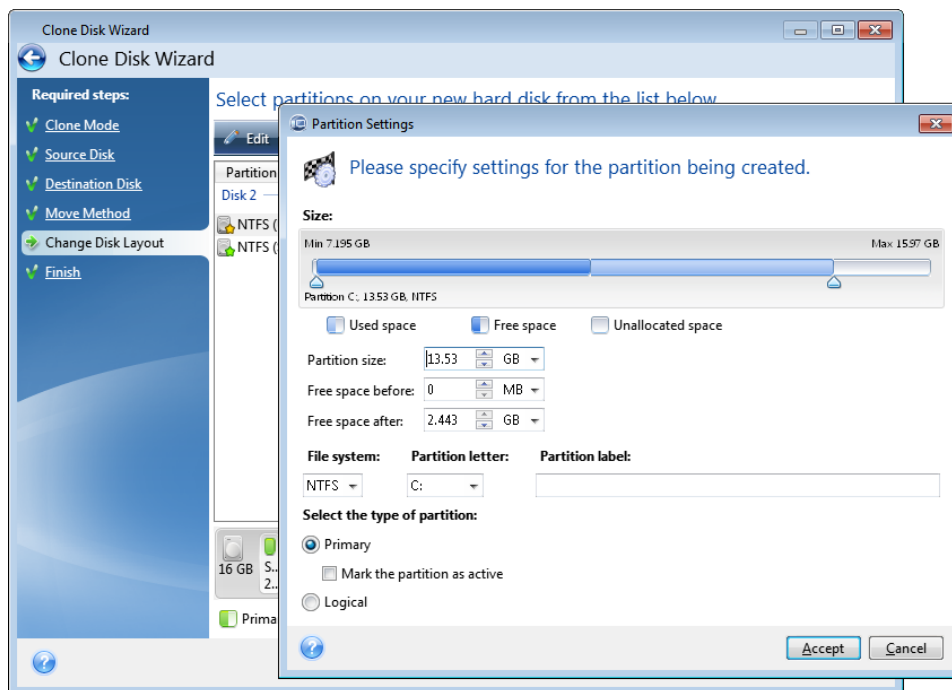 Clone Disk Wizard
Clone Disk Wizard
Required steps:
Clone Mode
Source Disk
Destination Disk
Move Method
Change Disk Layout
Finish
Select partitions on your new hard disk from the list below
Edit
Partition
Disk 2
NTFS (
NTFS (
16 GB
S..
2..
Prima
Partition Settings
Please specify settings for the partition being created.
Size:
Min 7.195 GB Max 15.97 GB
Partition C:, 13.53 GB, NTFS
Used space Free space Unallocated space
Partition size: 13.53 GB
Free space before: 0 MB
Free space after: 2.443 GB
File system: Partition letter: Partition label:
NTFS C:
Select the type of partition:
Primary
Mark the partition as active
Logical
Accept Cancel